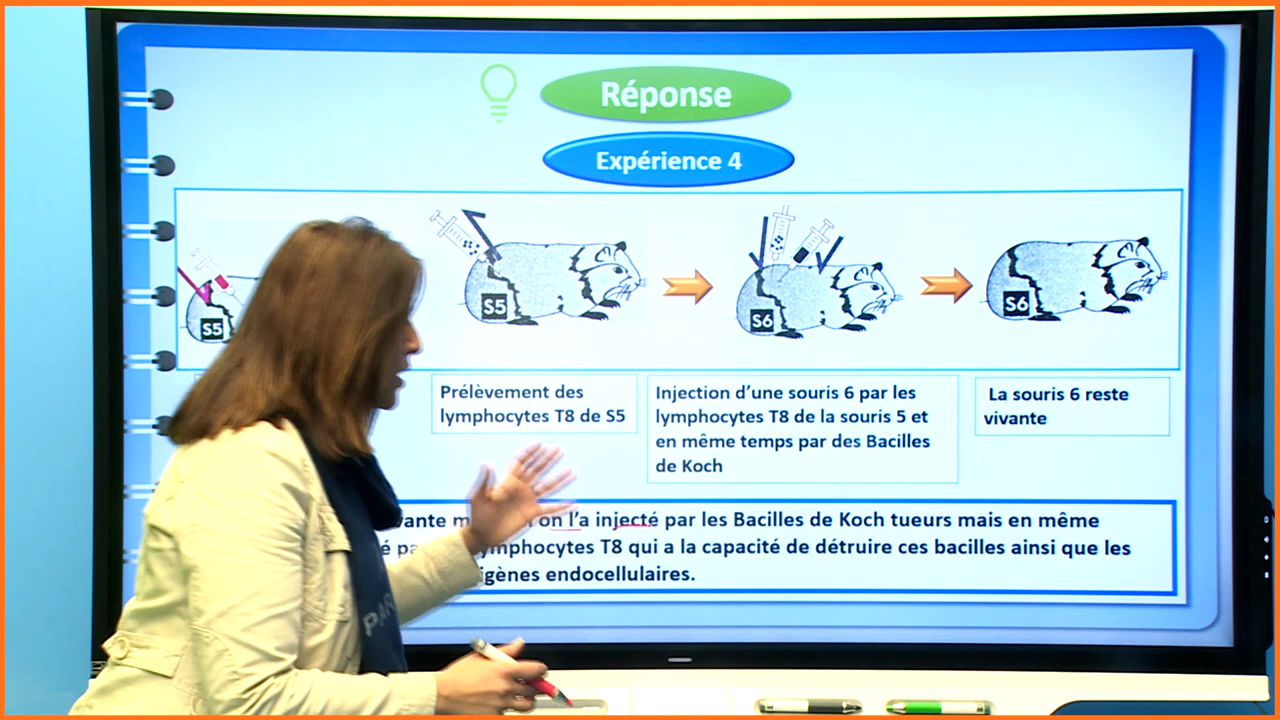 Réponse
Expérience 4
S5
S5
S6
S6
Prélèvement des
lymphocytes T8 de S5
Injection d'une souris 6 par les
lymphocytes T8 de la souris 5 et
en même temps par des Bacilles
de Koch
La souris 6 reste
vivante
on l'a injecté par les Bacilles de Koch tueurs mais en même
lymphocytes T8 qui a la capacité de détruire ces bacilles ainsi que les
endocellulaires.